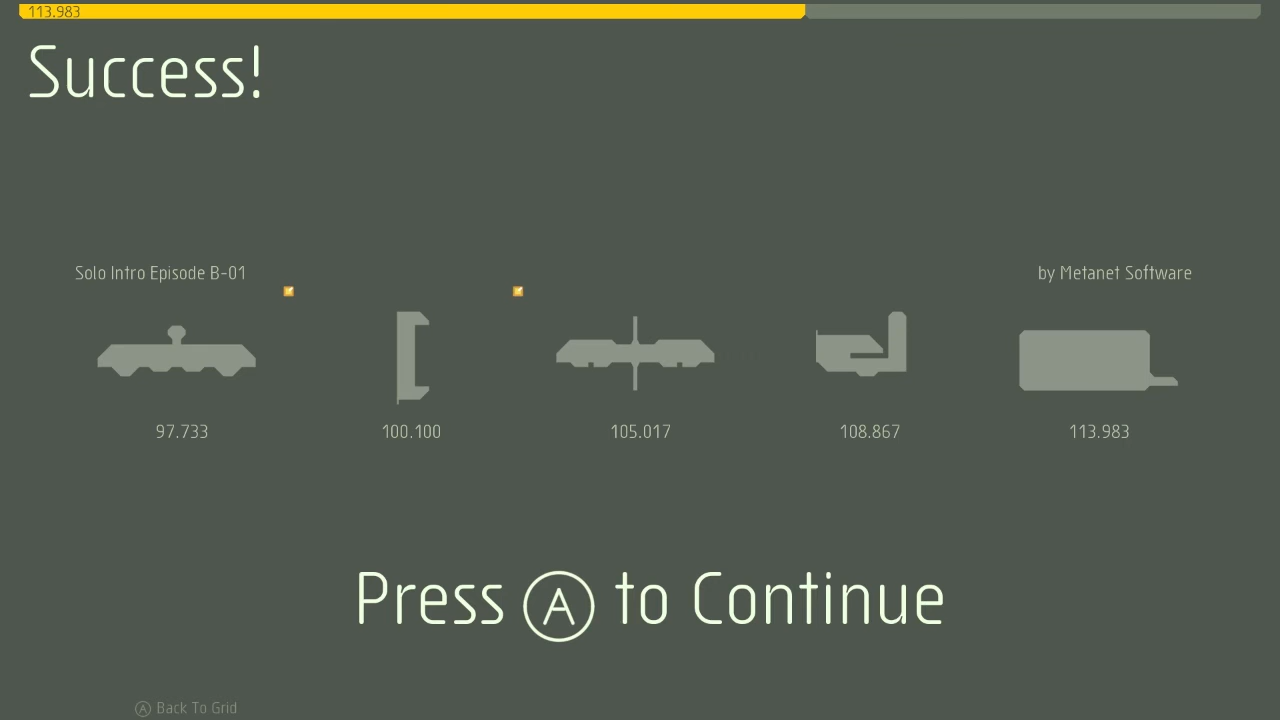 113.983
Success!
Solo Intro Episode B-01
by Metanet Software
97.733
100.100
105.017
108.867
113.983
Press A to Continue
A Back To Grid